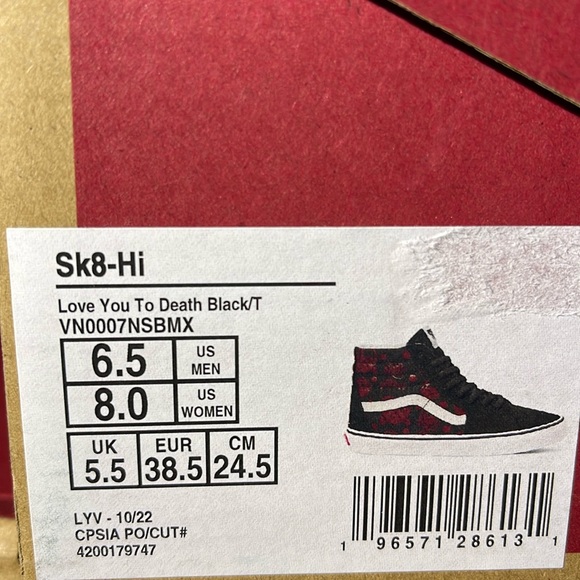 Sk8-Hi
Love You To Death Black/T
VN0007NSBMX
6.5 US MEN
8.0 US WOMEN
UK EUR CM
5.5 38.5 24.5
LYV - 10/22
CPSIA PO/CUT#
4200179747
1 96571 28613 1